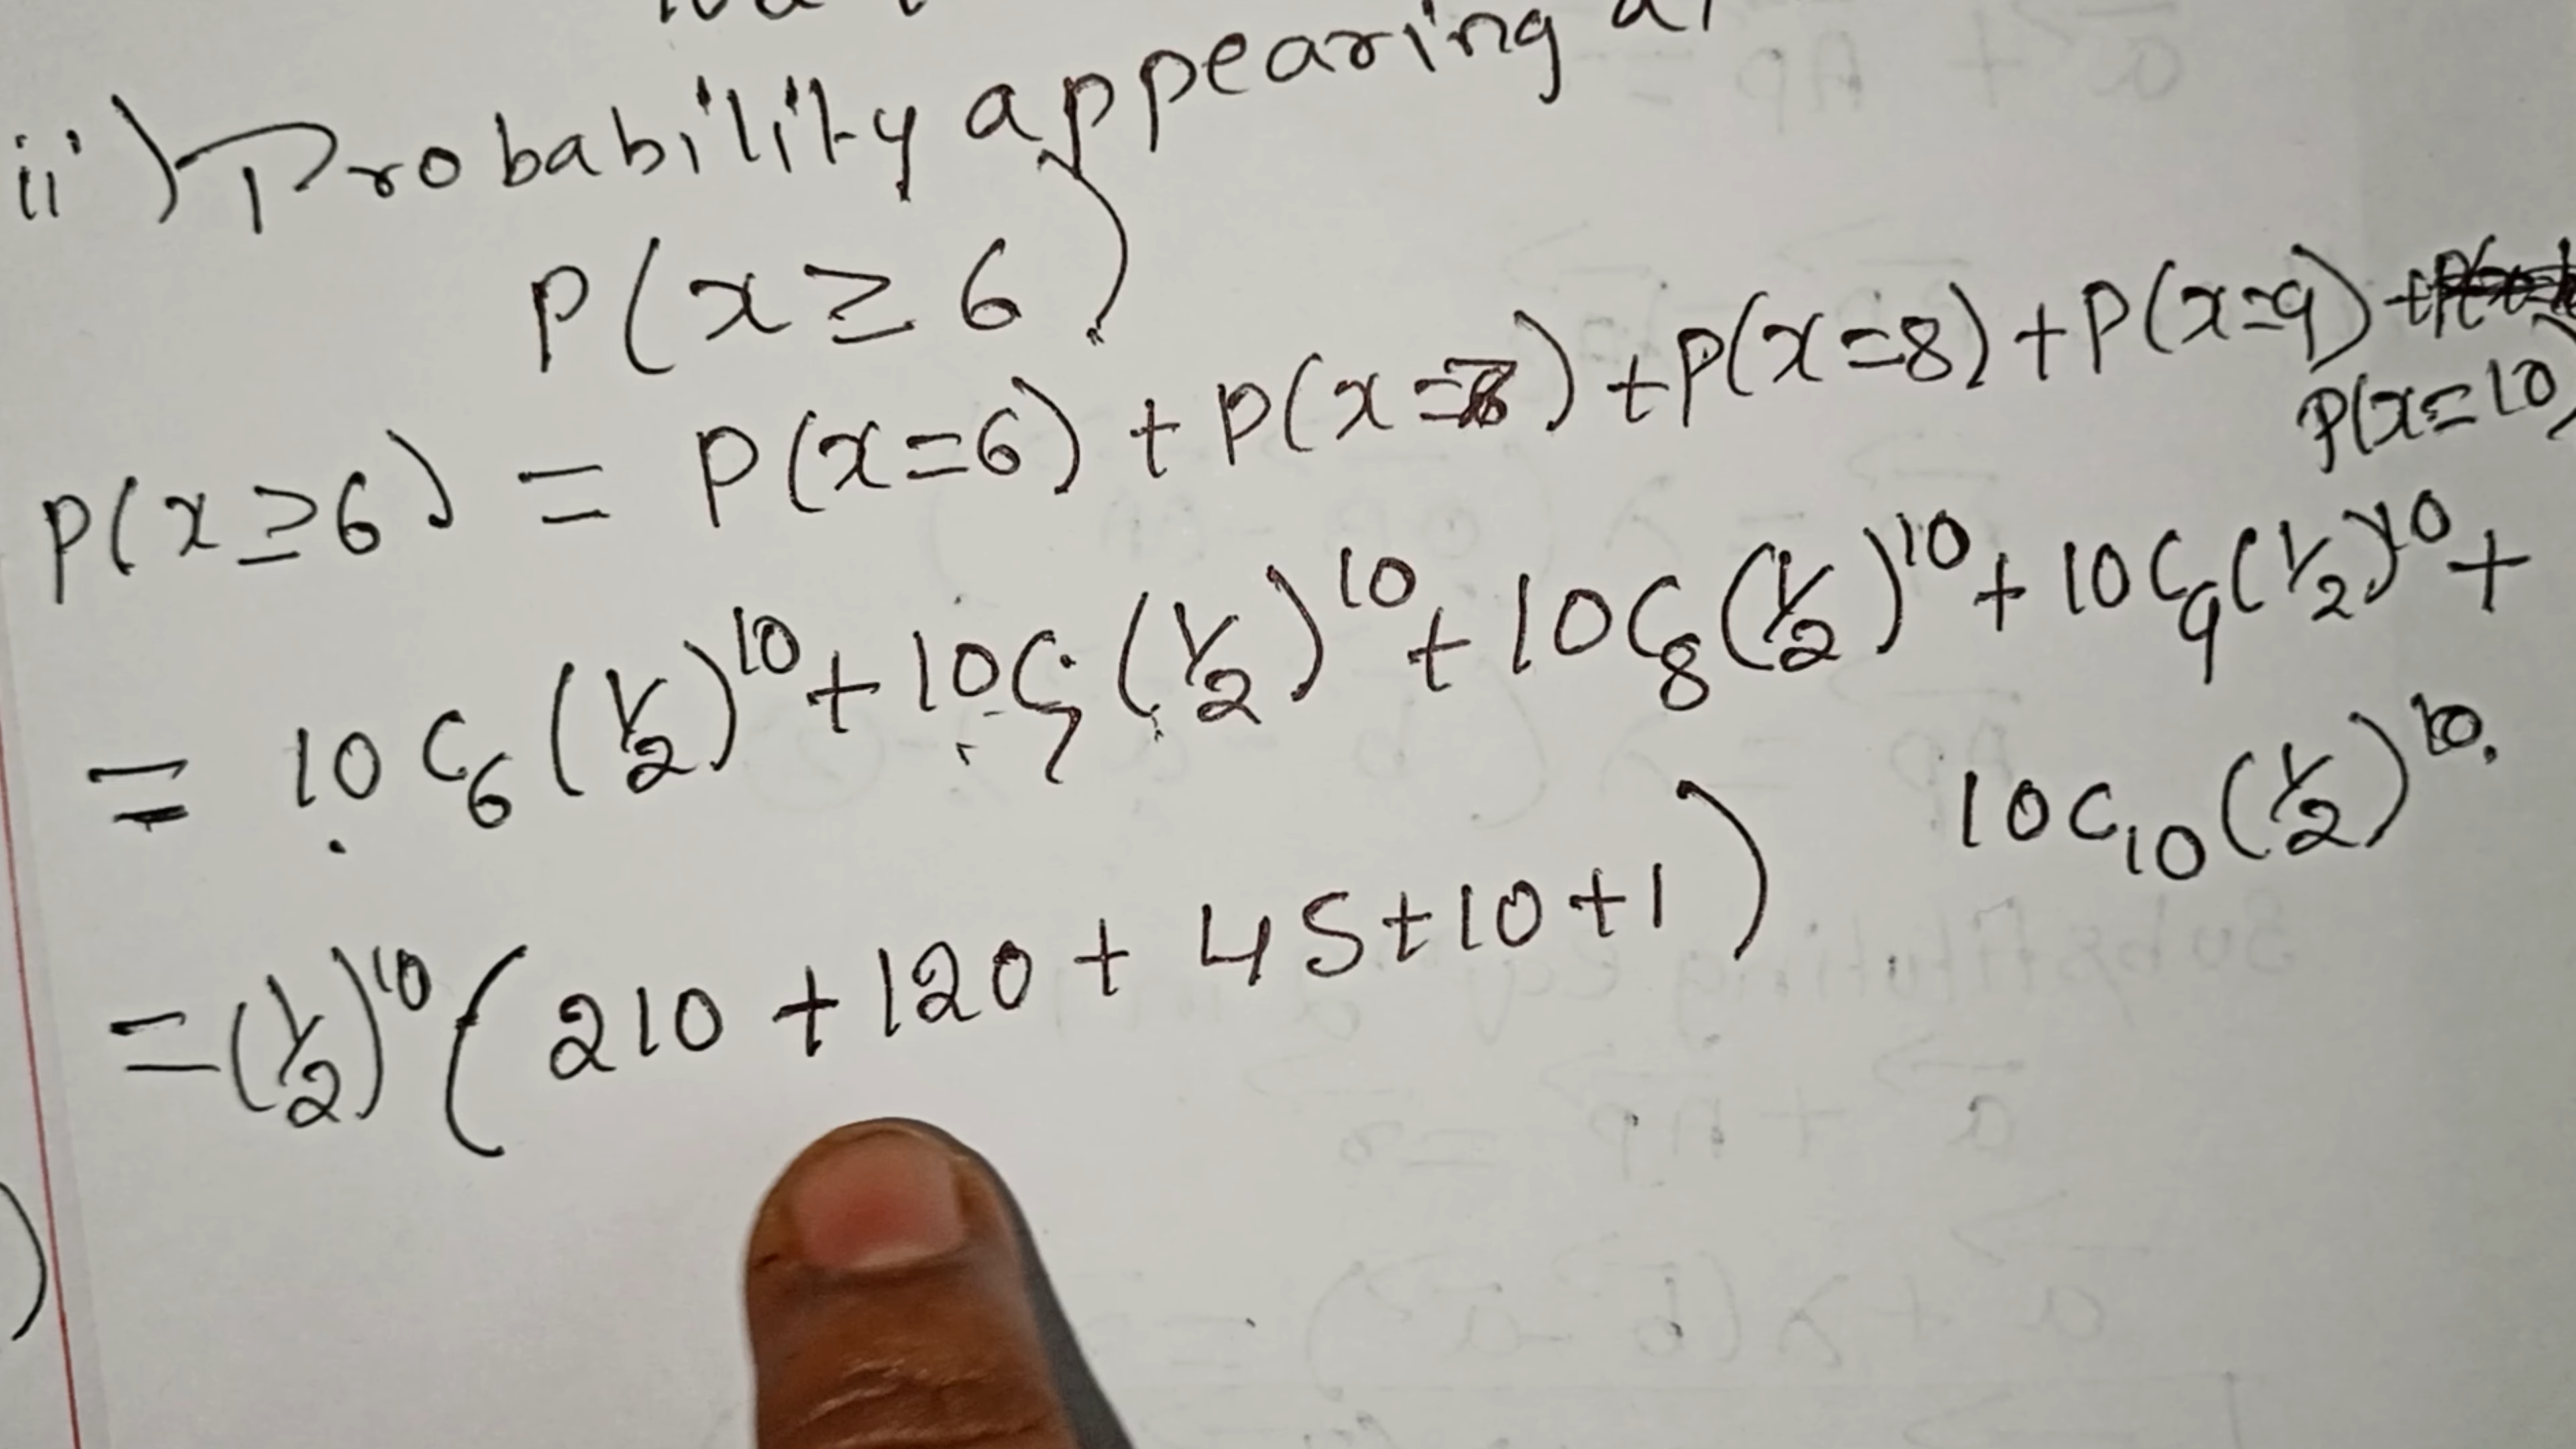 ii) Probability appearing
P(x ≥ 6)
P(x ≥ 6) = P(x=6) + P(x=7) + P(x=8) + P(x=9) +
P(x=10)
= 10C₆ (1/2)¹⁰ + 10C₇ (1/2)¹⁰ + 10C₈ (1/2)¹⁰ + 10C₉ (1/2)¹⁰ +
10C₁₀ (1/2)¹⁰.
= (1/2)¹⁰ (210 + 120 + 45 + 10 + 1)